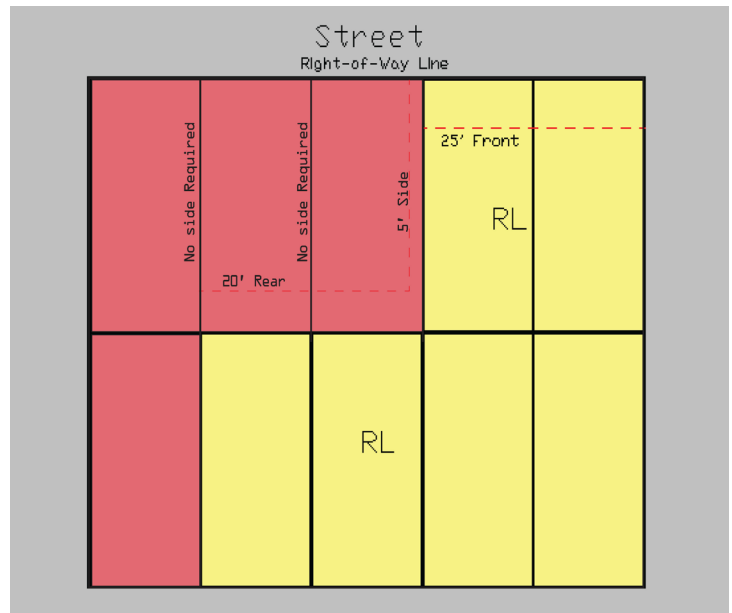 Street
Right-of-Way Line
No side Required
No side Required
5' Side
25' Front
RL
20' Rear
RL